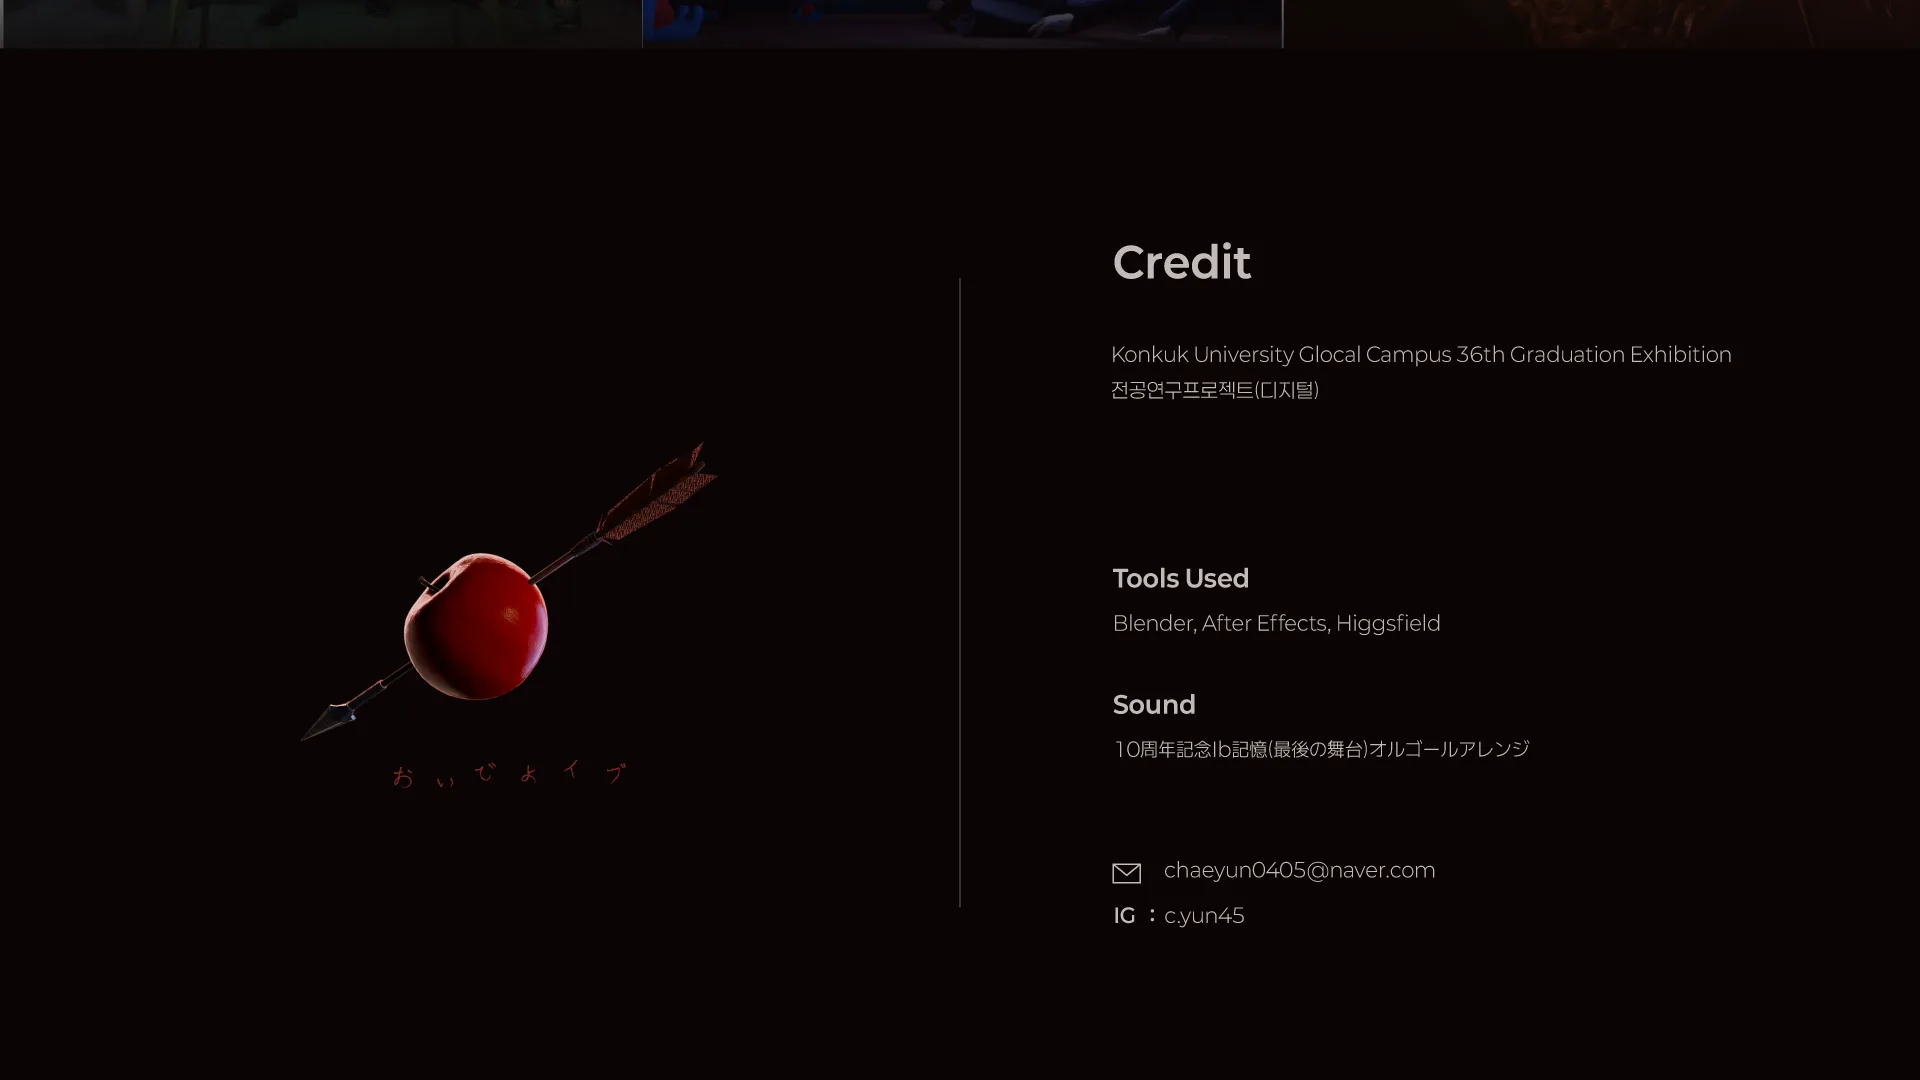 Credit
Konkuk University Glocal Campus 36th Graduation Exhibition
전공연구프로젝트(디지털)
Tools Used
Blender, After Effects, Higgsfield
Sound
10周年記念Ib記憶(最後の舞台)オルゴールアレンジ
chaeyun0405@naver.com
IG : c.yun45
おいでよイブ